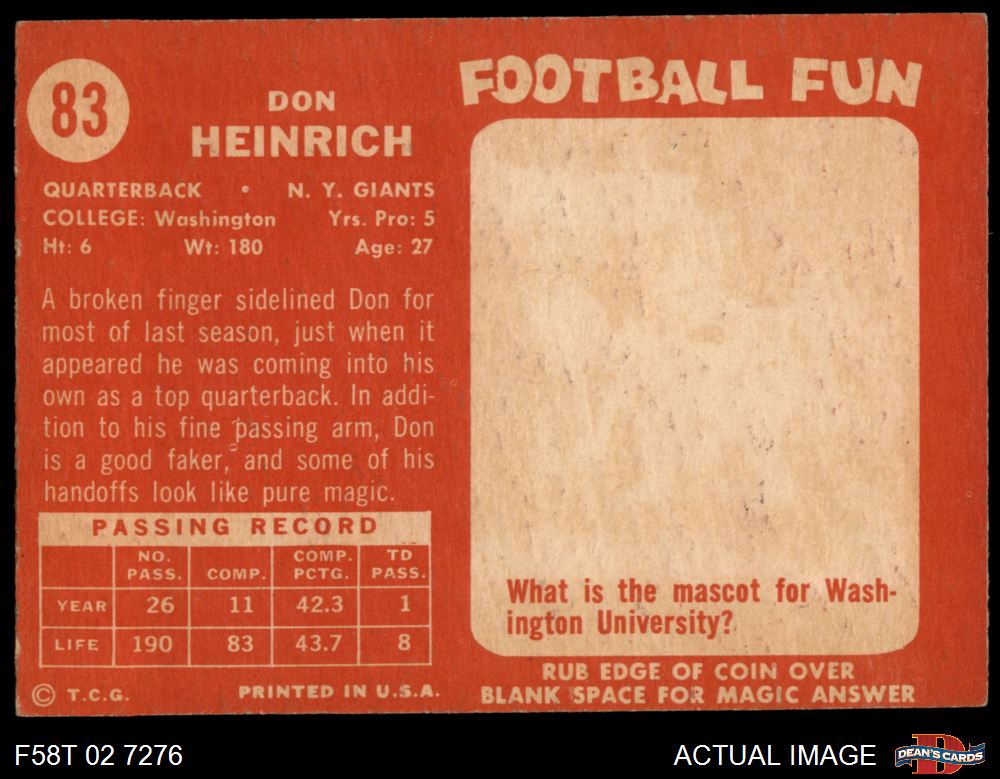 83
DON
HEINRICH
QUARTERBACK • N. Y. GIANTS
COLLEGE: Washington Yrs. Pro: 5
Ht: 6 Wt: 180 Age: 27
A broken finger sidelined Don for
most of last season, just when it
appeared he was coming into his
own as a top quarterback. In addi-
tion to his fine passing arm, Don
is a good faker, and some of his
handoffs look like pure magic.
PASSING RECORD
NO. PASS. COMP. COMP. PCTG. TD PASS.
YEAR 26 11 42.3 1
LIFE 190 83 43.7 8
© T.C.G. PRINTED IN U.S.A.
FOOTBALL FUN
What is the mascot for Wash-
ington University?
RUB EDGE OF COIN OVER
BLANK SPACE FOR MAGIC ANSWER
F58T 02 7276 ACTUAL IMAGE DEAN'S CARDS